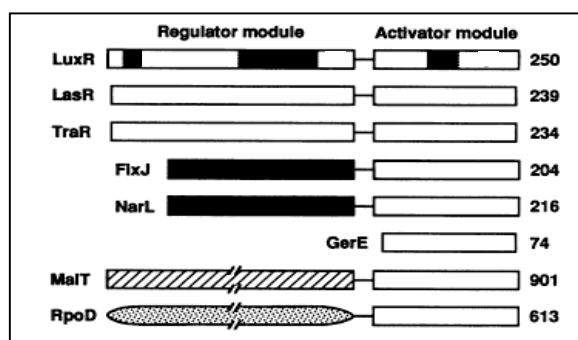 Regulator module Activator module
LuxR 250
LasR 239
TraR 234
FlxJ 204
NarL 216
GerE 74
MalT 901
RpoD 613